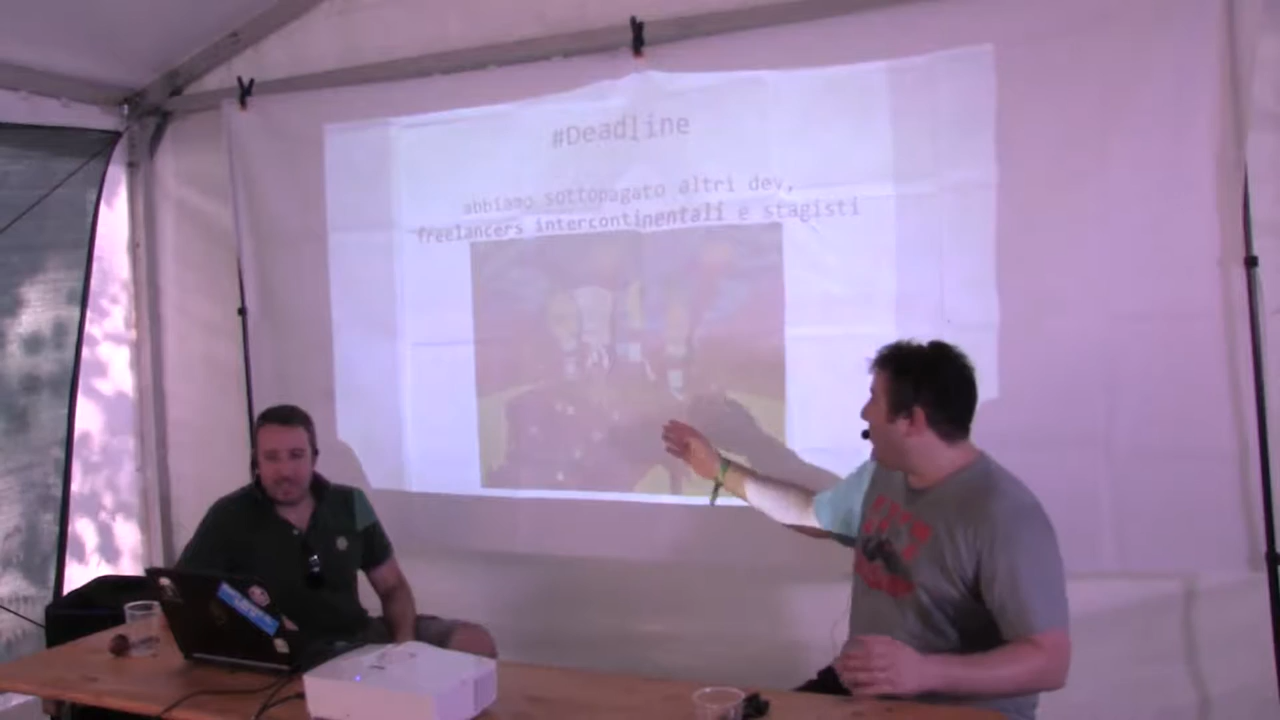 #Deadline
abbiamo sottopagato altri dev,
freelancers intercontinentali e stagisti